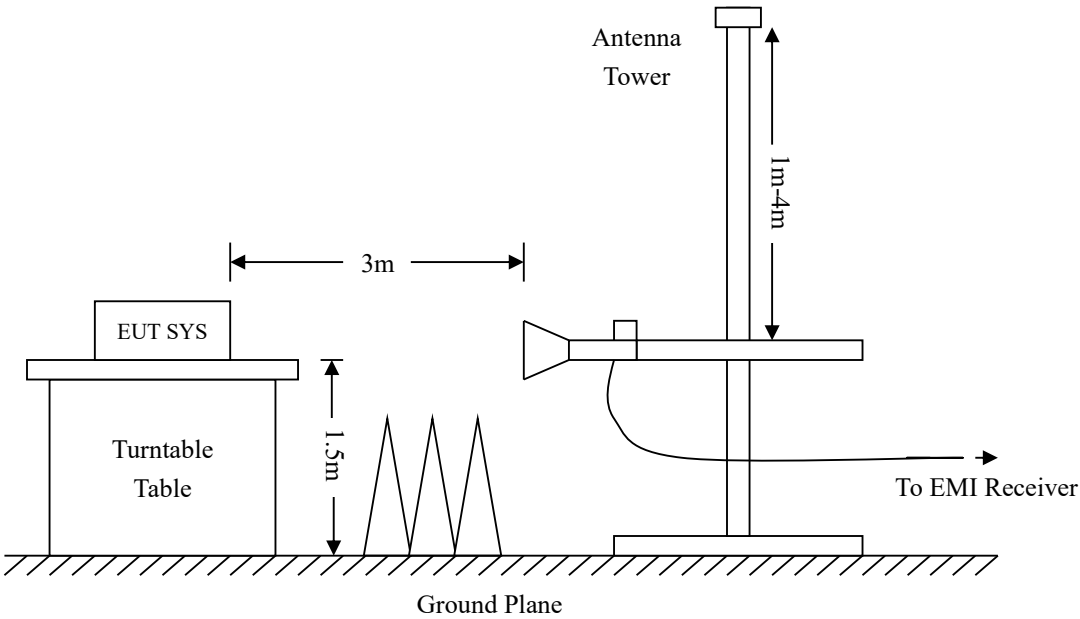 Antenna
Tower
1m-4m
3m
EUT SYS
1.5m
Turntable
Table
To EMI Receiver
Ground Plane